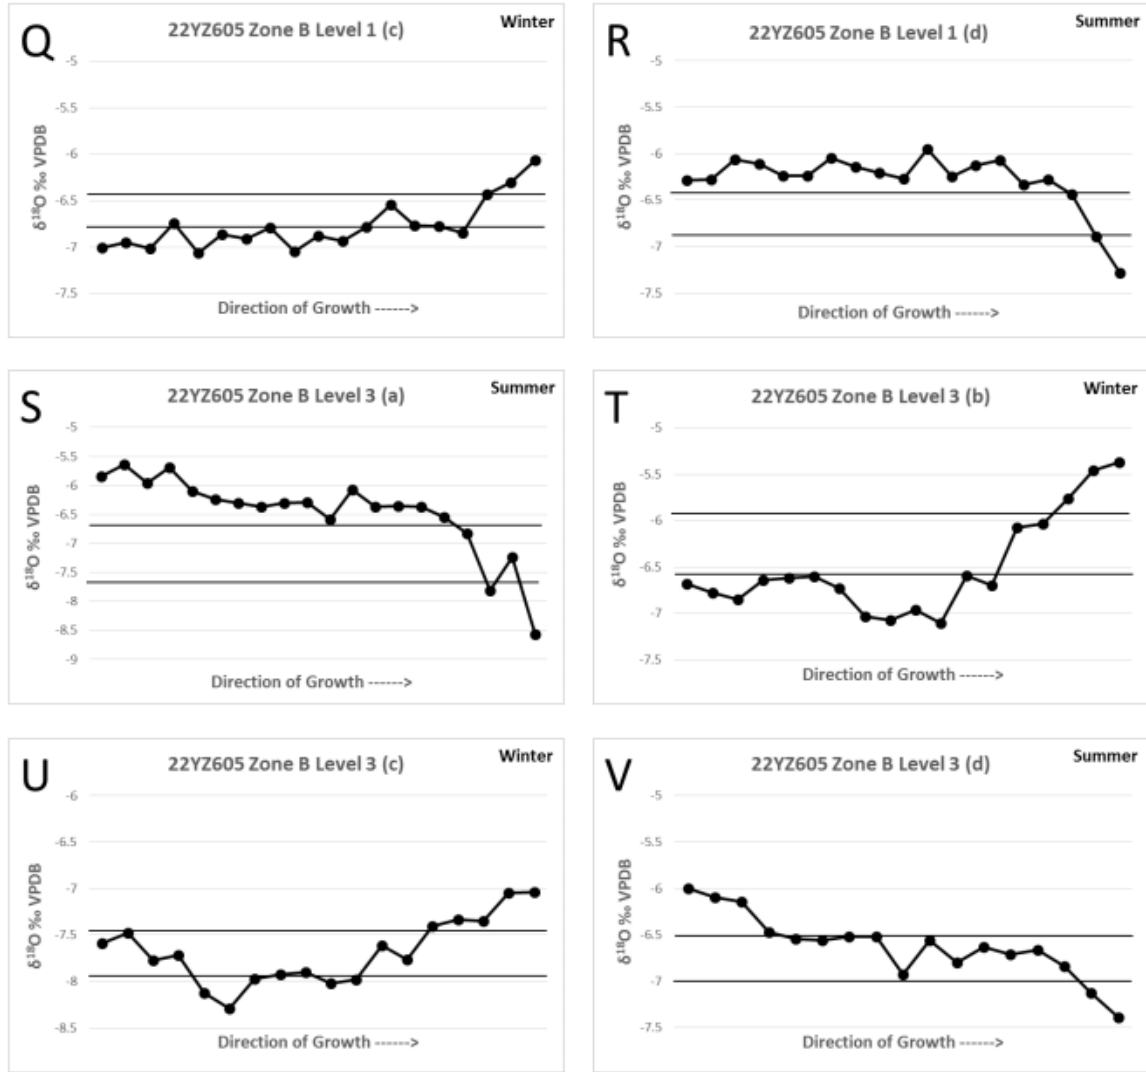 Q 22YZ605 Zone B Level 1 (c) Winter
-5
-5.5
-6
-6.5
-7
-7.5
δ¹⁸O ‰ VPDB
Direction of Growth ------>
R 22YZ605 Zone B Level 1 (d) Summer
-5
-5.5
-6
-6.5
-7
-7.5
δ¹⁸O ‰ VPDB
Direction of Growth ------>
S 22YZ605 Zone B Level 3 (a) Summer
-5
-5.5
-6
-6.5
-7
-7.5
-8
-8.5
-9
δ¹⁸O ‰ VPDB
Direction of Growth ------>
T 22YZ605 Zone B Level 3 (b) Winter
-5
-5.5
-6
-6.5
-7
-7.5
δ¹⁸O ‰ VPDB
Direction of Growth ------>
U 22YZ605 Zone B Level 3 (c) Winter
-6
-6.5
-7
-7.5
-8
-8.5
δ¹⁸O ‰ VPDB
Direction of Growth ------>
V 22YZ605 Zone B Level 3 (d) Summer
-5
-5.5
-6
-6.5
-7
-7.5
δ¹⁸O ‰ VPDB
Direction of Growth ------>